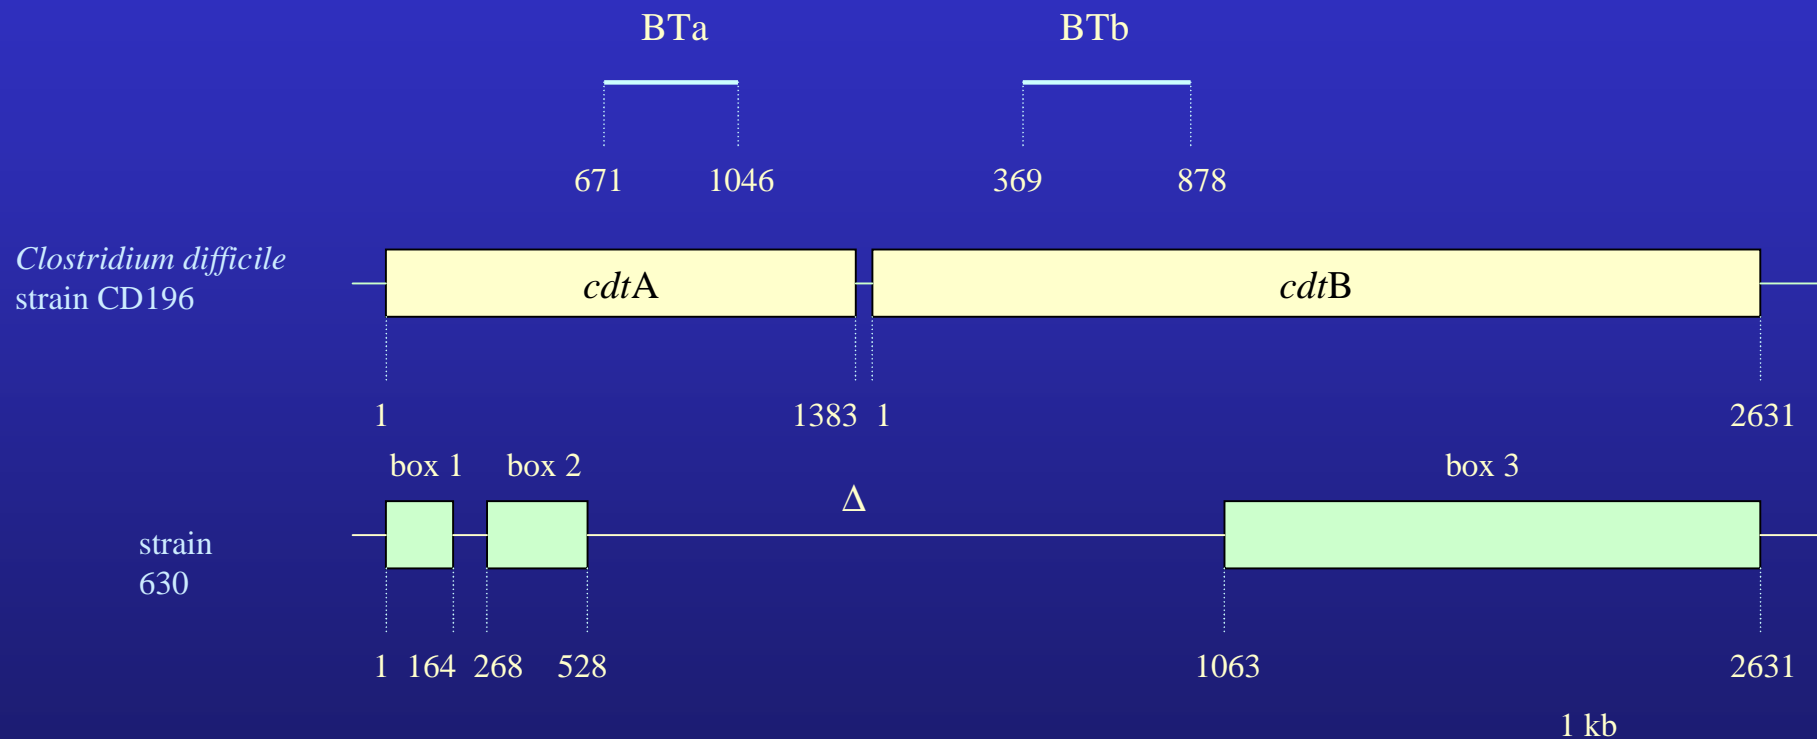 BTa BTb
671 1046 369 878
Clostridium difficile
strain CD196
cdtA cdtB
1 1383 1 2631
box 1 box 2 Δ box 3
strain
630
1 164 268 528 1063 2631
1 kb